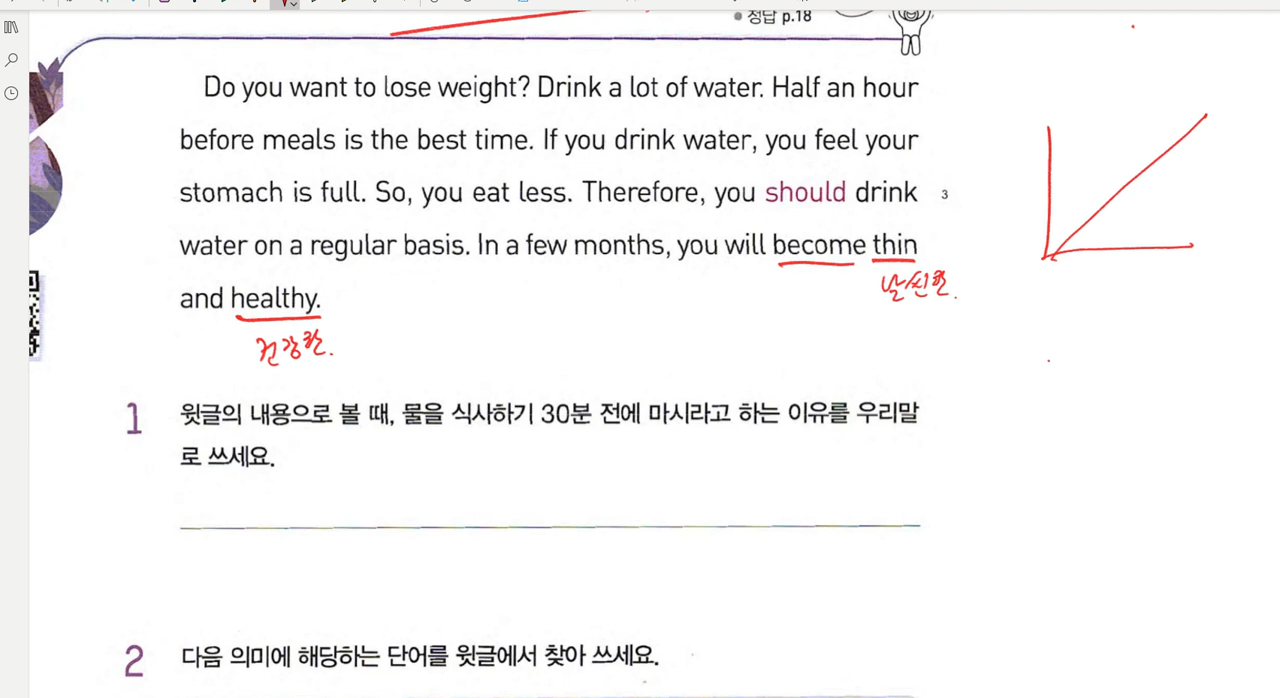 정답 p.18
Do you want to lose weight? Drink a lot of water. Half an hour
before meals is the best time. If you drink water, you feel your
stomach is full. So, you eat less. Therefore, you should drink
3
water on a regular basis. In a few months, you will become thin
날씬한.
and healthy.
건강한.
1
윗글의 내용으로 볼 때, 물을 식사하기 30분 전에 마시라고 하는 이유를 우리말
로 쓰세요.
2
다음 의미에 해당하는 단어를 윗글에서 찾아 쓰세요.